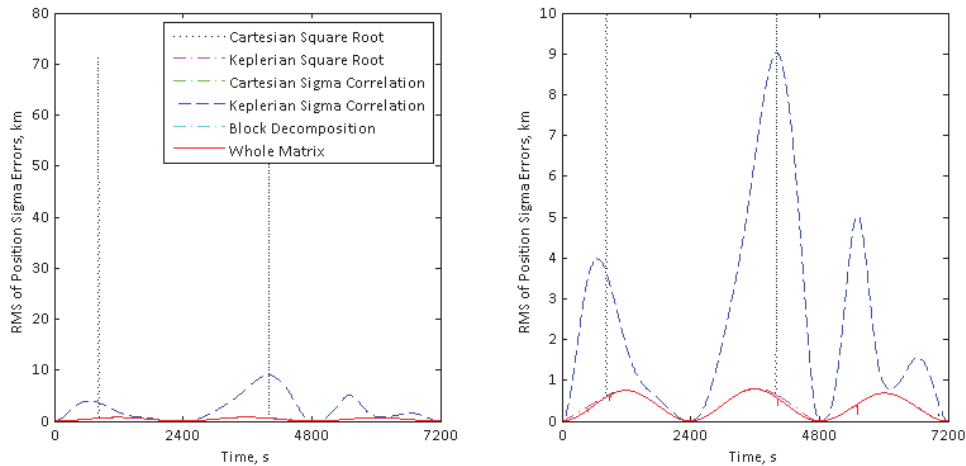 80
70
60
50
40
30
20
10
0
RMS of Position Sigma Errors, km
Cartesian Square Root
Keplerian Square Root
Cartesian Sigma Correlation
Keplerian Sigma Correlation
Block Decomposition
Whole Matrix
0 2400 4800 7200
Time, s
10
9
8
7
6
5
4
3
2
1
0
RMS of Position Sigma Errors, km
0 2400 4800 7200
Time, s